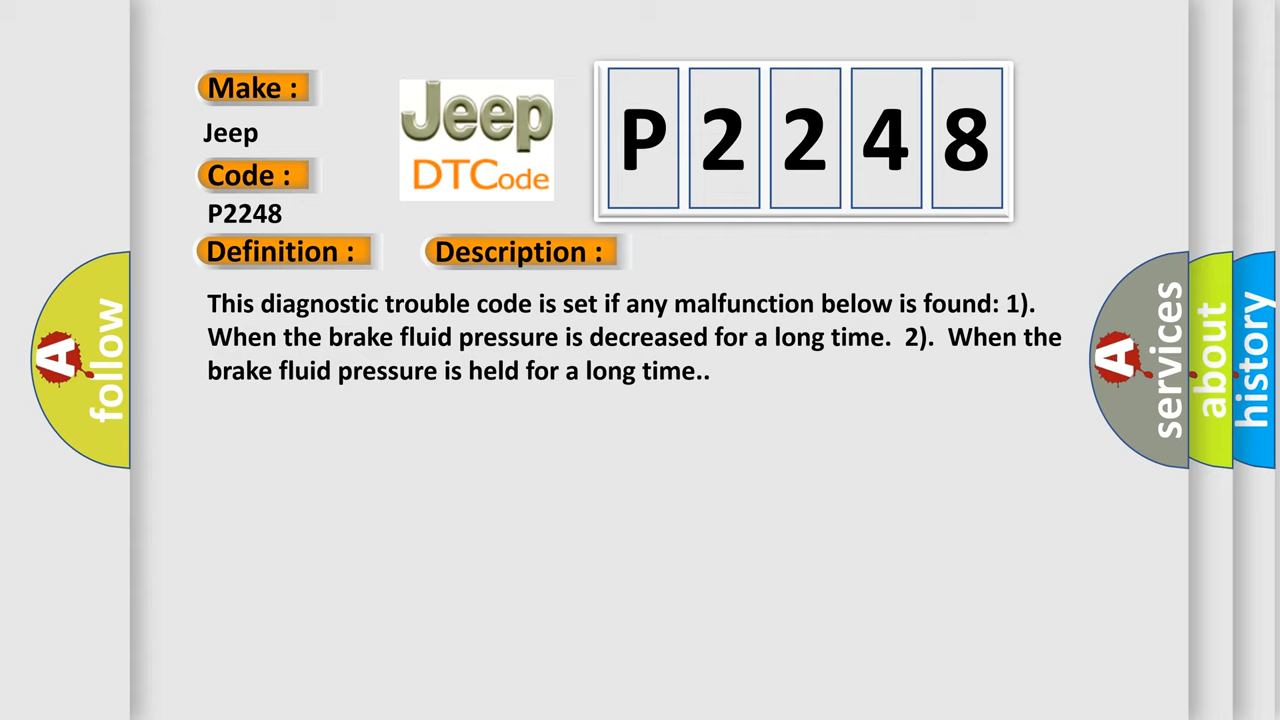 Make :
Jeep
Code :
P2248
Jeep
DTCode
P 2 2 4 8
Definition :
Description :
This diagnostic trouble code is set if any malfunction below is found: 1).
When the brake fluid pressure is decreased for a long time. 2). When the
brake fluid pressure is held for a long time..
A
follow
A
services
about
history